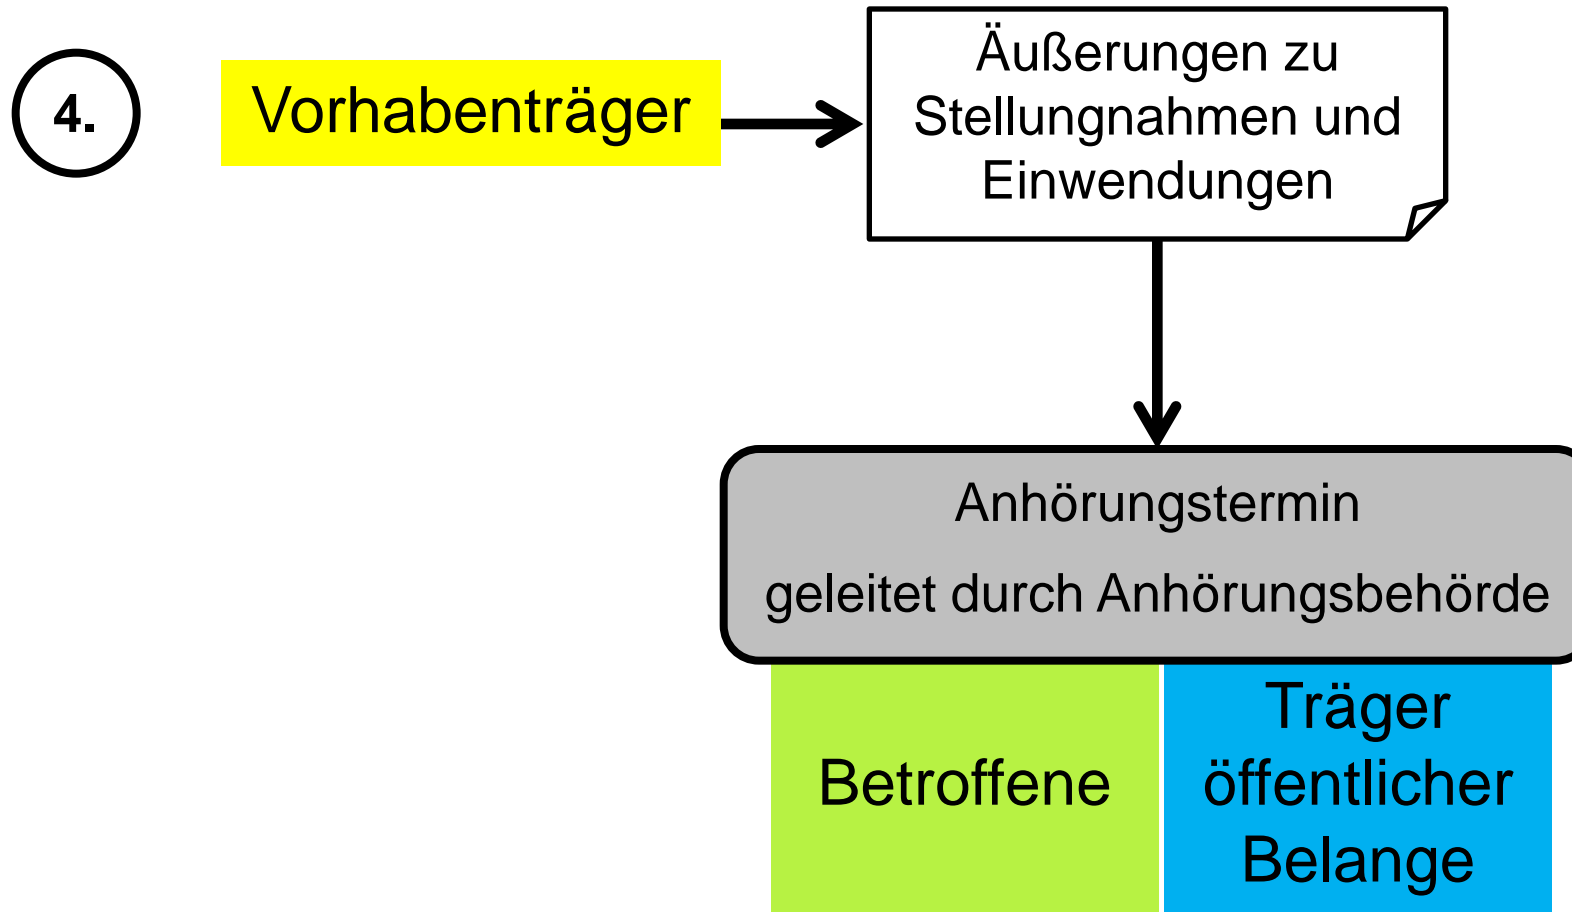 4.
Vorhabenträger
Äußerungen zu
Stellungnahmen und
Einwendungen
Anhörungstermin
geleitet durch Anhörungsbehörde
Betroffene
Träger
öffentlicher
Belange